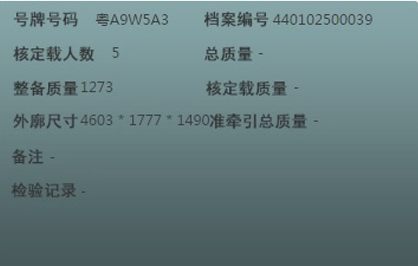 号牌号码 粤A9W5A3 档案编号 440102500039
核定载人数 5 总质量 -
整备质量 1273 核定载质量 -
外廓尺寸 4603 * 1777 * 1490 准牵引总质量 -
备注 -
检验记录 -